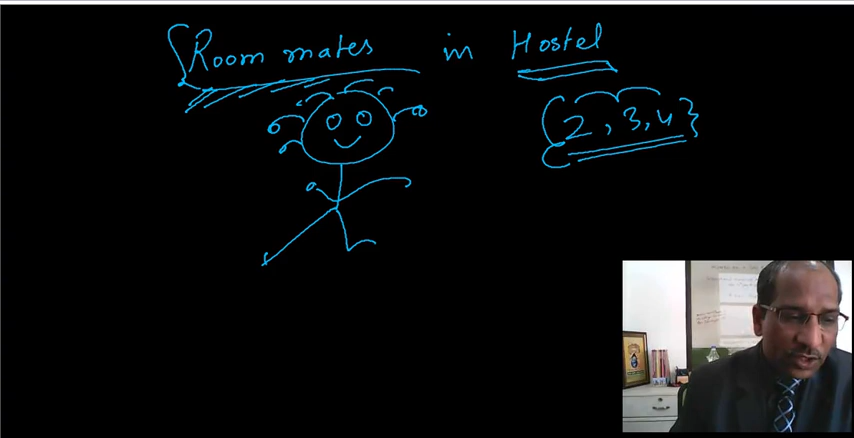 Room mates in Hostel
{2, 3, 4}